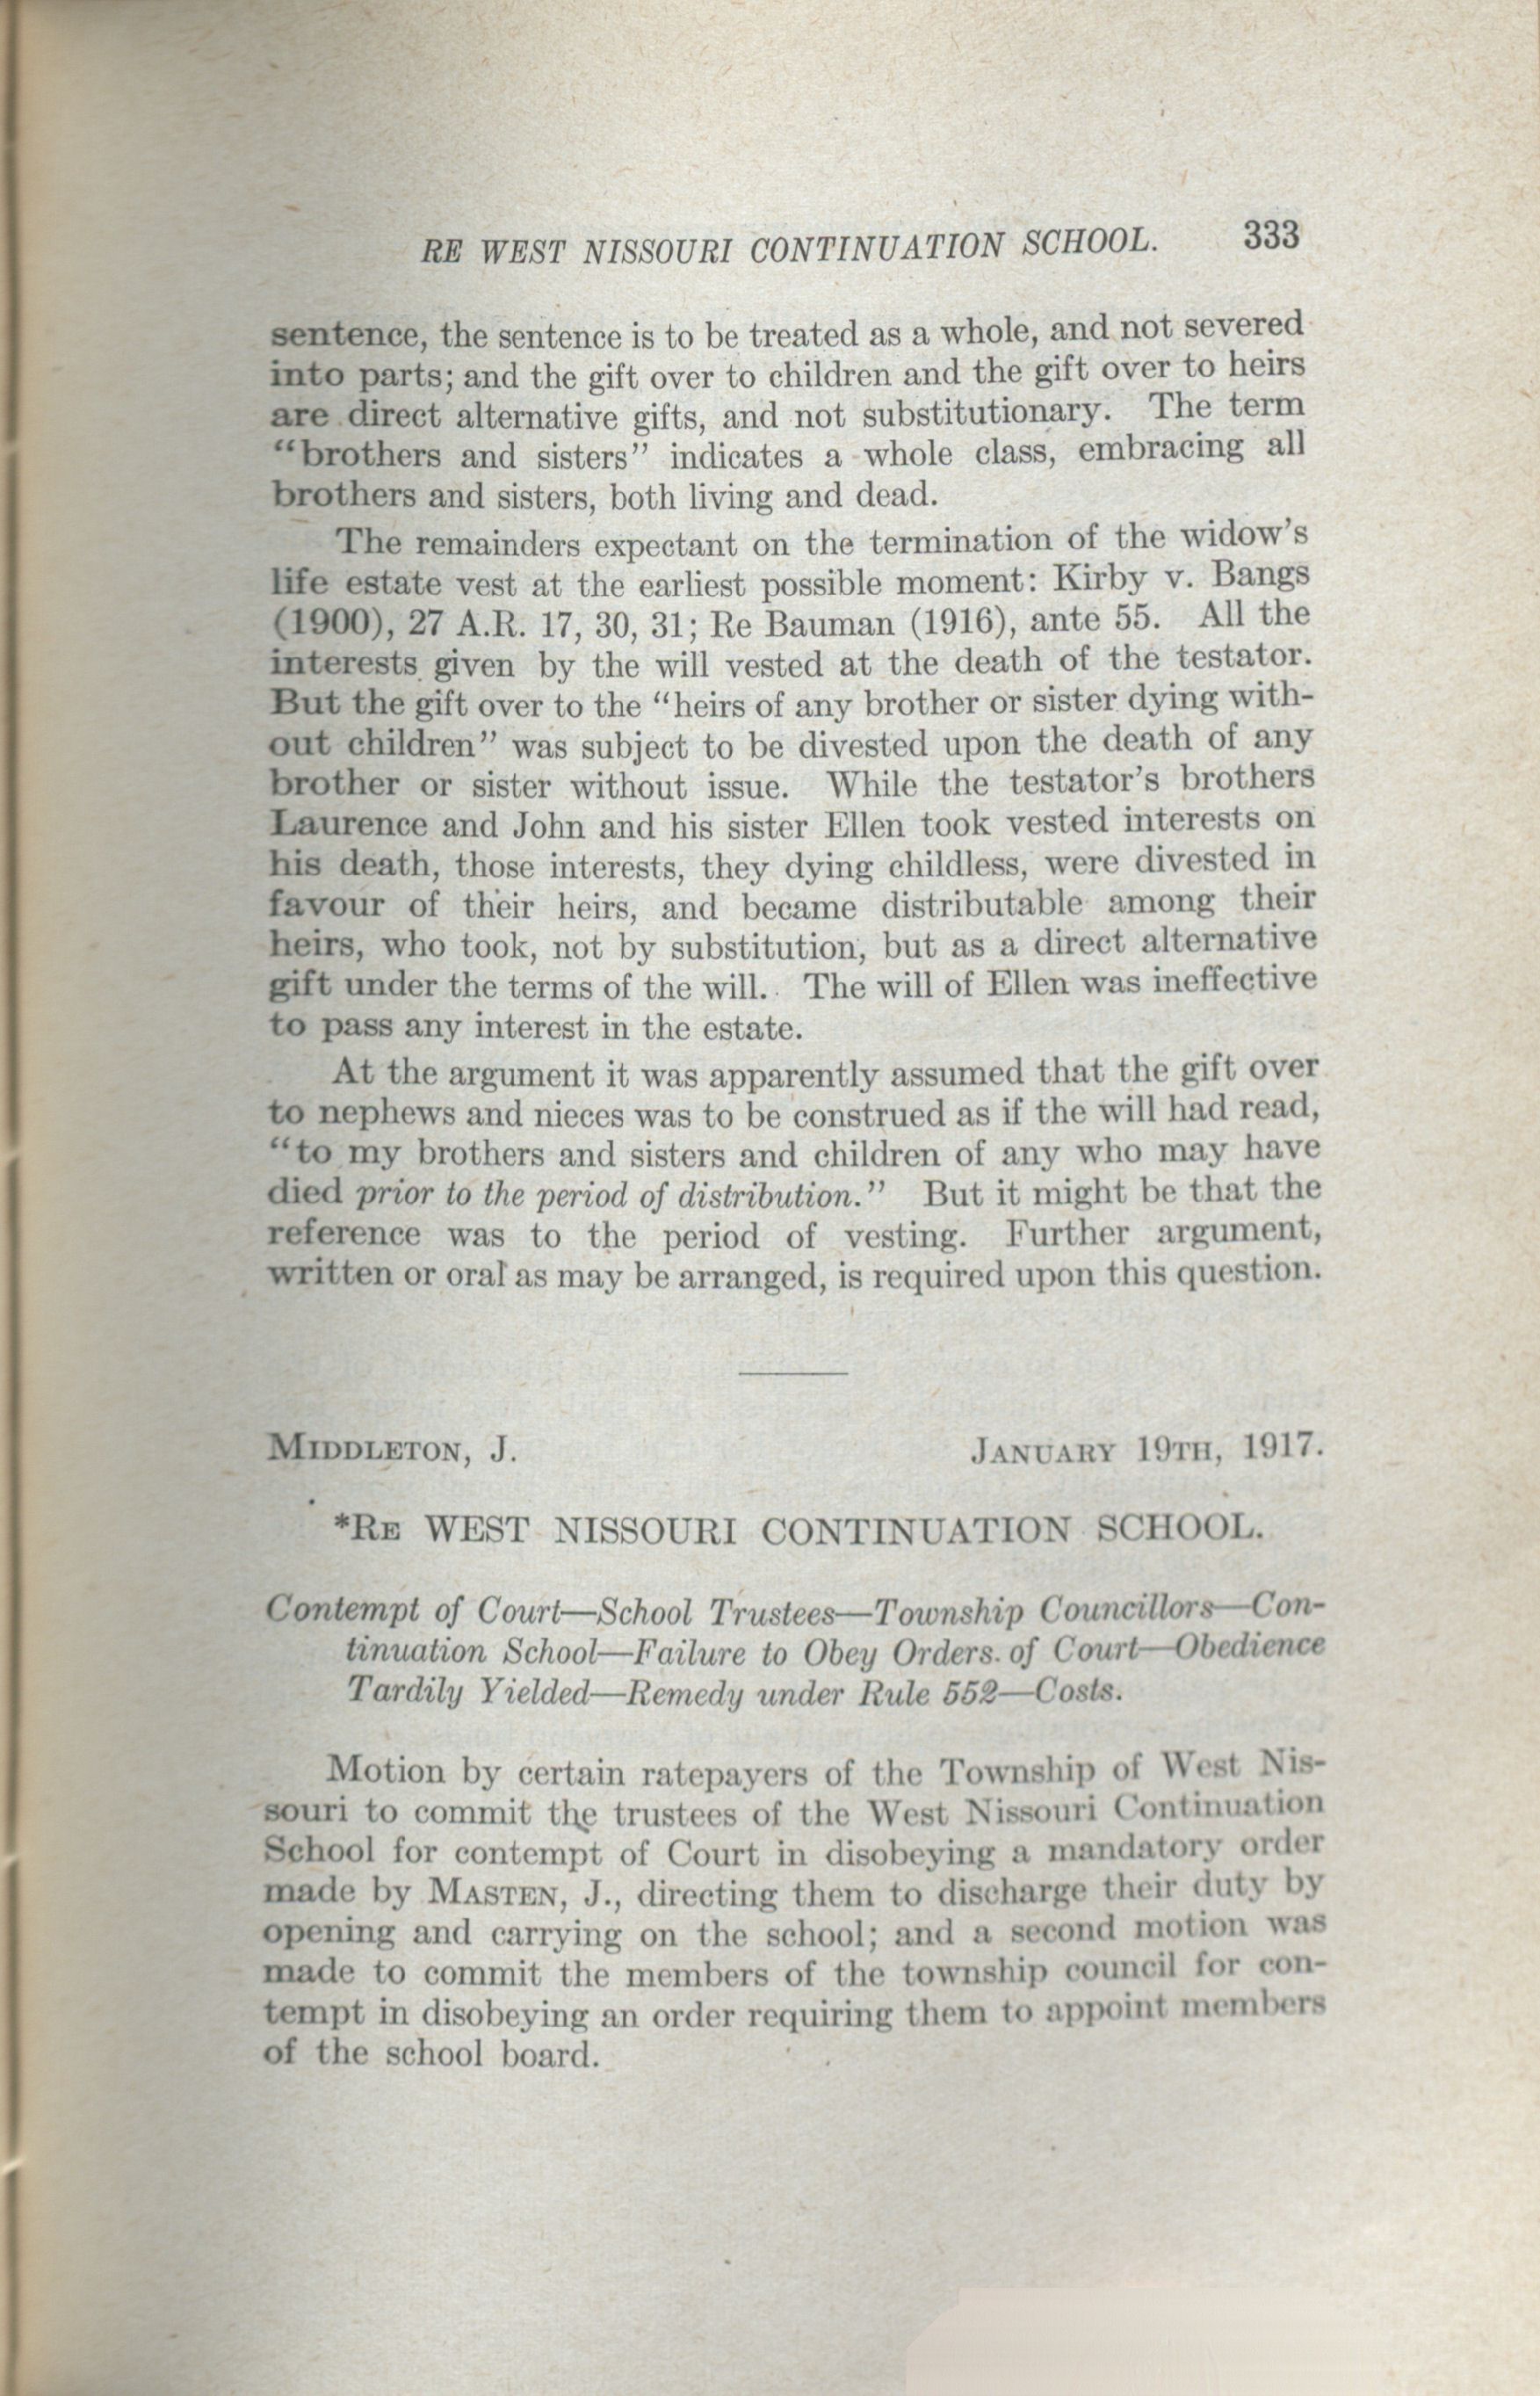 RE WEST NISSOURI CONTINUATION SCHOOL. 333
sentence, the sentence is to be treated as a whole, and not severed
into parts; and the gift over to children and the gift over to heirs
are direct alternative gifts, and not substitutionary. The term
"brothers and sisters" indicates a whole class, embracing all
brothers and sisters, both living and dead.
The remainders expectant on the termination of the widow's
life estate vest at the earliest possible moment: Kirby v. Bangs
(1900), 27 A.R. 17, 30, 31; Re Bauman (1916), ante 55. All the
interests given by the will vested at the death of the testator.
But the gift over to the "heirs of any brother or sister dying with-
out children" was subject to be divested upon the death of any
brother or sister without issue. While the testator's brothers
Laurence and John and his sister Ellen took vested interests on
his death, those interests, they dying childless, were divested in
favour of their heirs, and became distributable among their
heirs, who took, not by substitution, but as a direct alternative
gift under the terms of the will. The will of Ellen was ineffective
to pass any interest in the estate.
At the argument it was apparently assumed that the gift over
to nephews and nieces was to be construed as if the will had read,
"to my brothers and sisters and children of any who may have
died prior to the period of distribution." But it might be that the
reference was to the period of vesting. Further argument,
written or oral as may be arranged, is required upon this question.
MIDDLETON, J. JANUARY 19TH, 1917.
*RE WEST NISSOURI CONTINUATION SCHOOL.
Contempt of Court—School Trustees—Township Councillors—Con-
tinuation School—Failure to Obey Orders of Court—Obedience
Tardily Yielded—Remedy under Rule 552—Costs.
Motion by certain ratepayers of the Township of West Nis-
souri to commit the trustees of the West Nissouri Continuation
School for contempt of Court in disobeying a mandatory order
made by MASTEN, J., directing them to discharge their duty by
opening and carrying on the school; and a second motion was
made to commit the members of the township council for con-
tempt in disobeying an order requiring them to appoint members
of the school board.